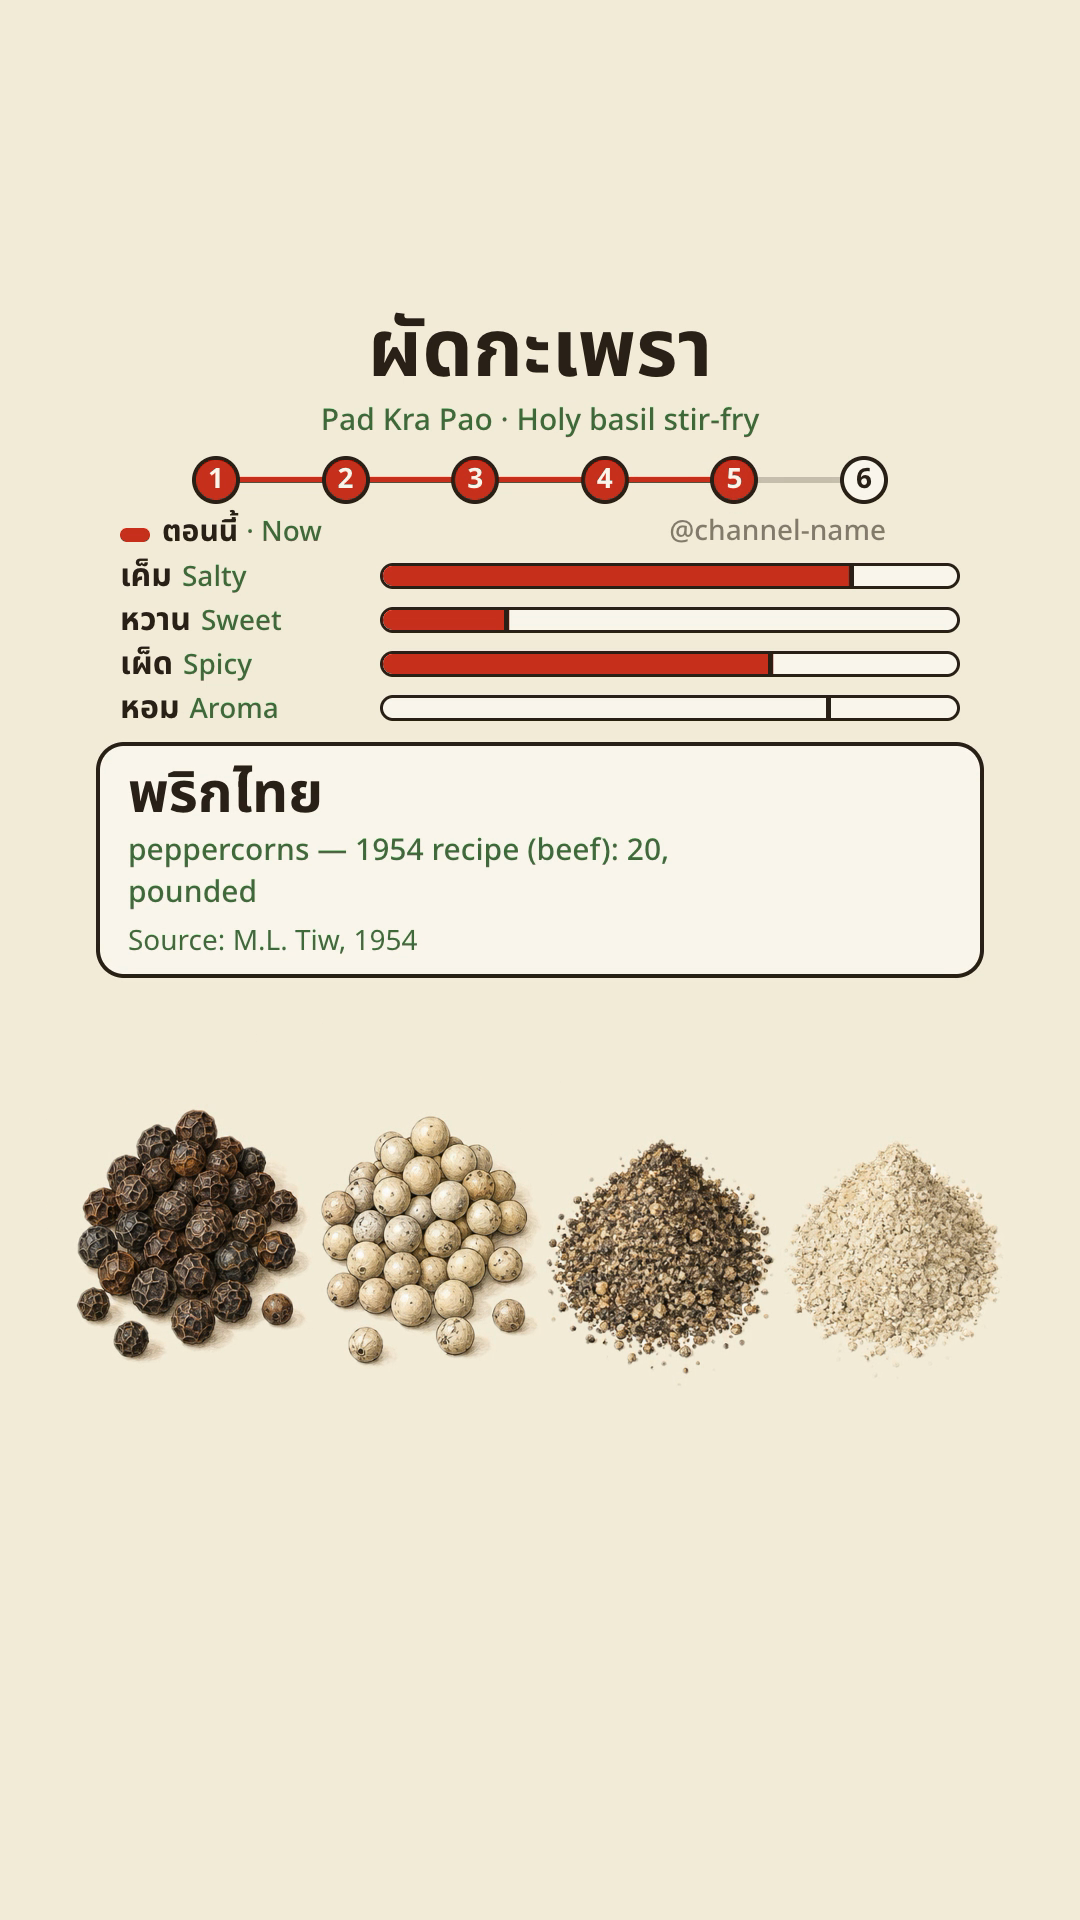 ผัดกะเพรา
Pad Kra Pao · Holy basil stir-fry
1 2 3 4 5 6
ตอนนี้ · Now
@channel-name
เค็ม Salty
หวาน Sweet
เผ็ด Spicy
หอม Aroma
พริกไทย
peppercorns — 1954 recipe (beef): 20,
pounded
Source: M.L. Tiw, 1954